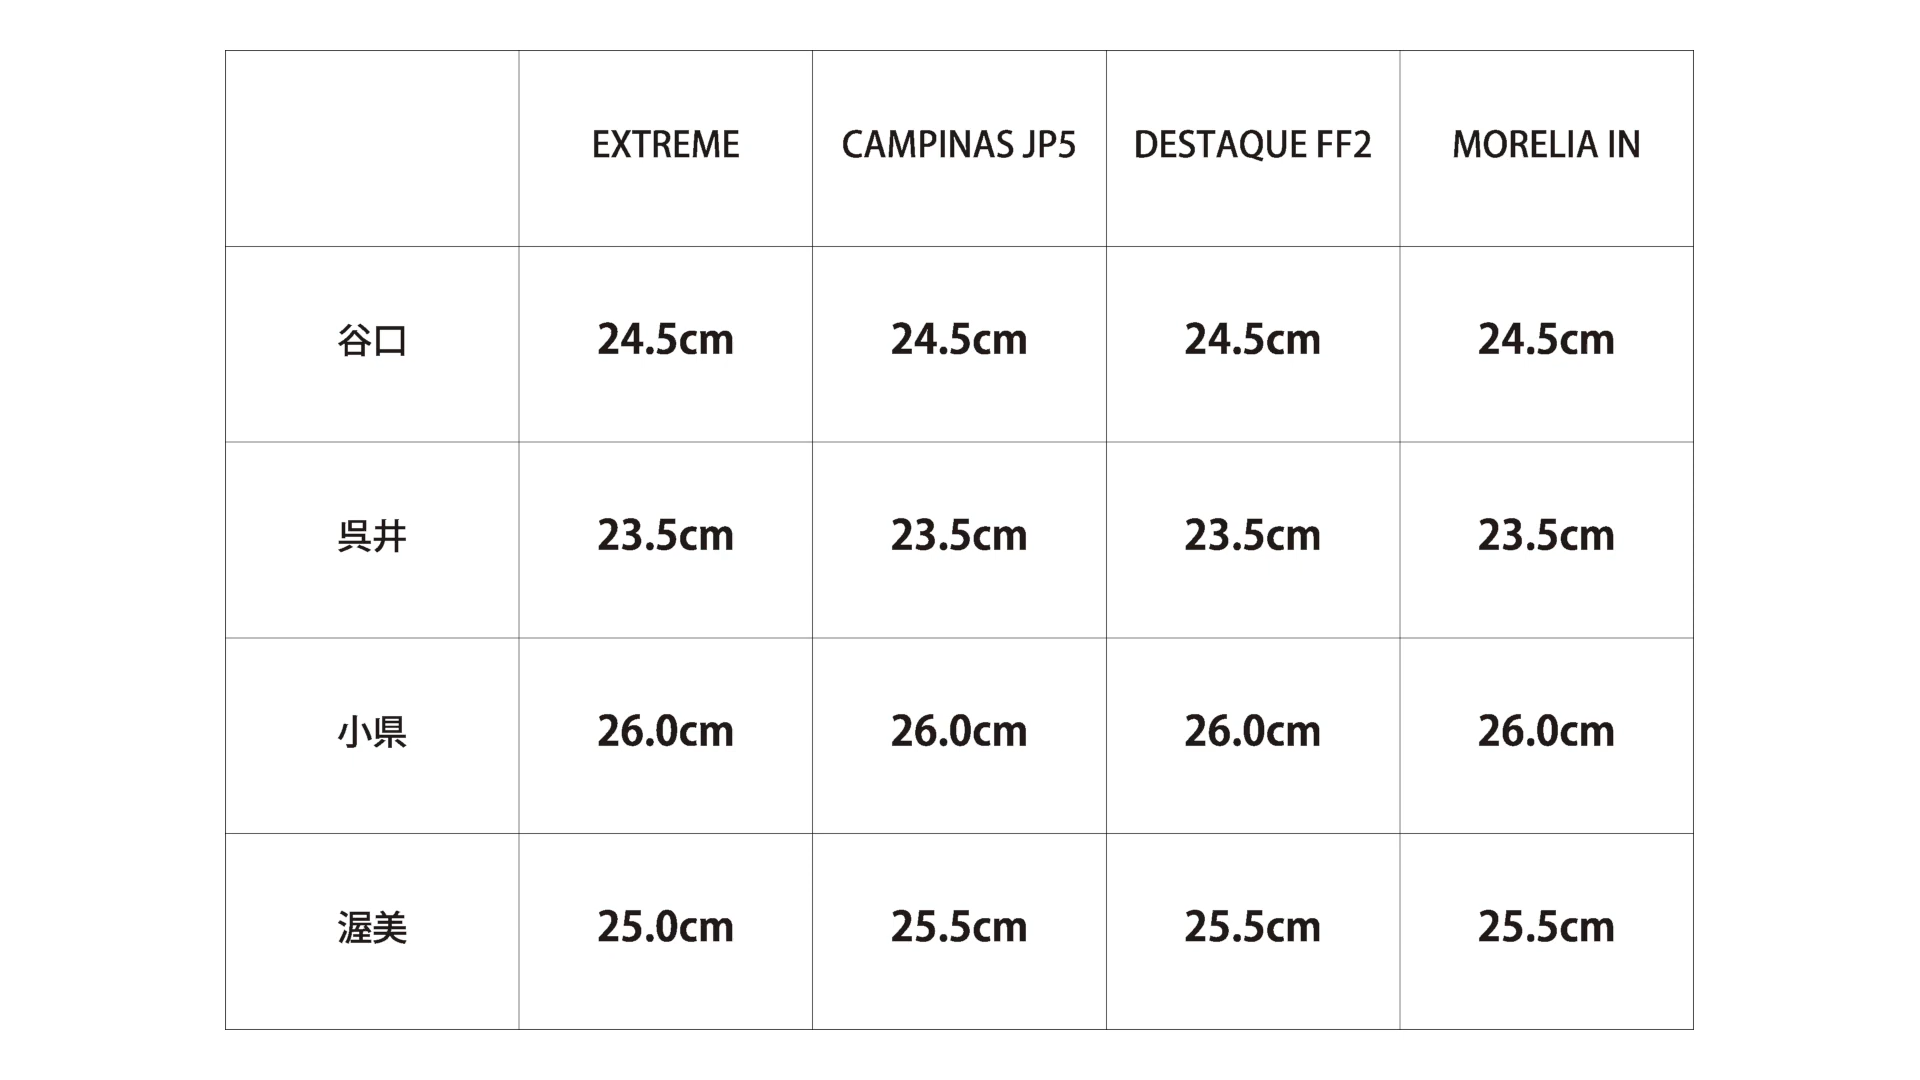 EXTREME CAMPINAS JP5 DESTAQUE FF2 MORELIA IN
谷口 24.5cm 24.5cm 24.5cm 24.5cm
呉井 23.5cm 23.5cm 23.5cm 23.5cm
小県 26.0cm 26.0cm 26.0cm 26.0cm
渥美 25.0cm 25.5cm 25.5cm 25.5cm